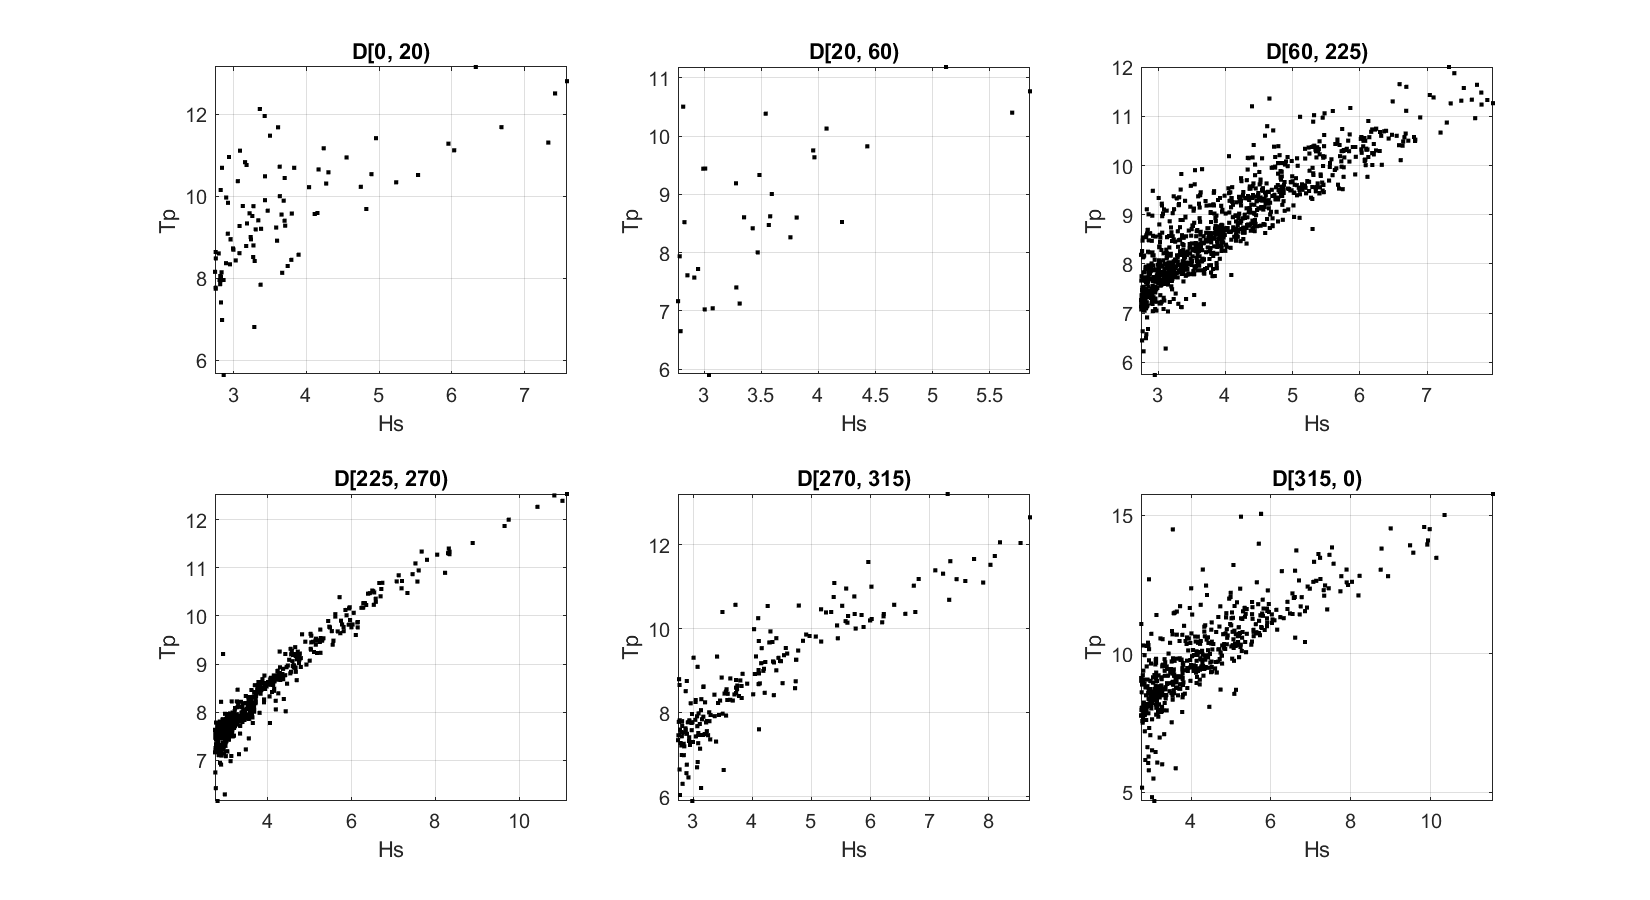 D[0, 20) D[20, 60) D[60, 225)
12 10 8 6
Tp
3 4 5 6 7
Hs
11 10 9 8 7 6
Tp
3 3.5 4 4.5 5 5.5
Hs
12 11 10 9 8 7 6
Tp
3 4 5 6 7
Hs
D[225, 270) D[270, 315) D[315, 0)
12 11 10 9 8 7
Tp
4 6 8 10
Hs
12 10 8 6
Tp
3 4 5 6 7 8
Hs
15 10 5
Tp
4 6 8 10
Hs